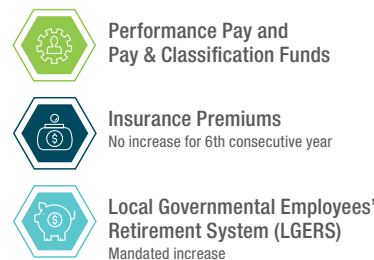 Performance Pay and
Pay & Classification Funds
$
Insurance Premiums
No increase for 6th consecutive year
$
Local Governmental Employees'
Retirement System (LGERS)
Mandated increase